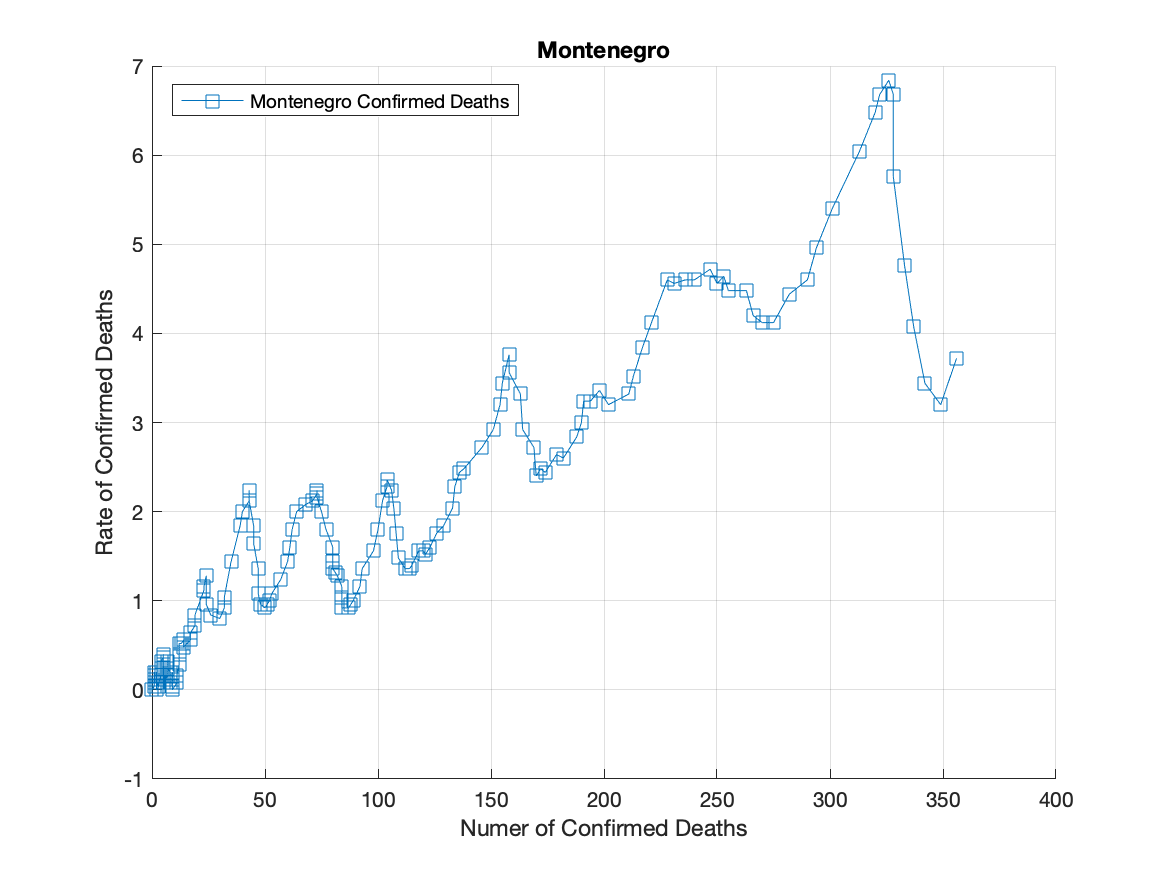 Montenegro
7
Montenegro Confirmed Deaths
6
5
4
3
2
1
0
-1
Rate of Confirmed Deaths
0 50 100 150 200 250 300 350 400
Numer of Confirmed Deaths